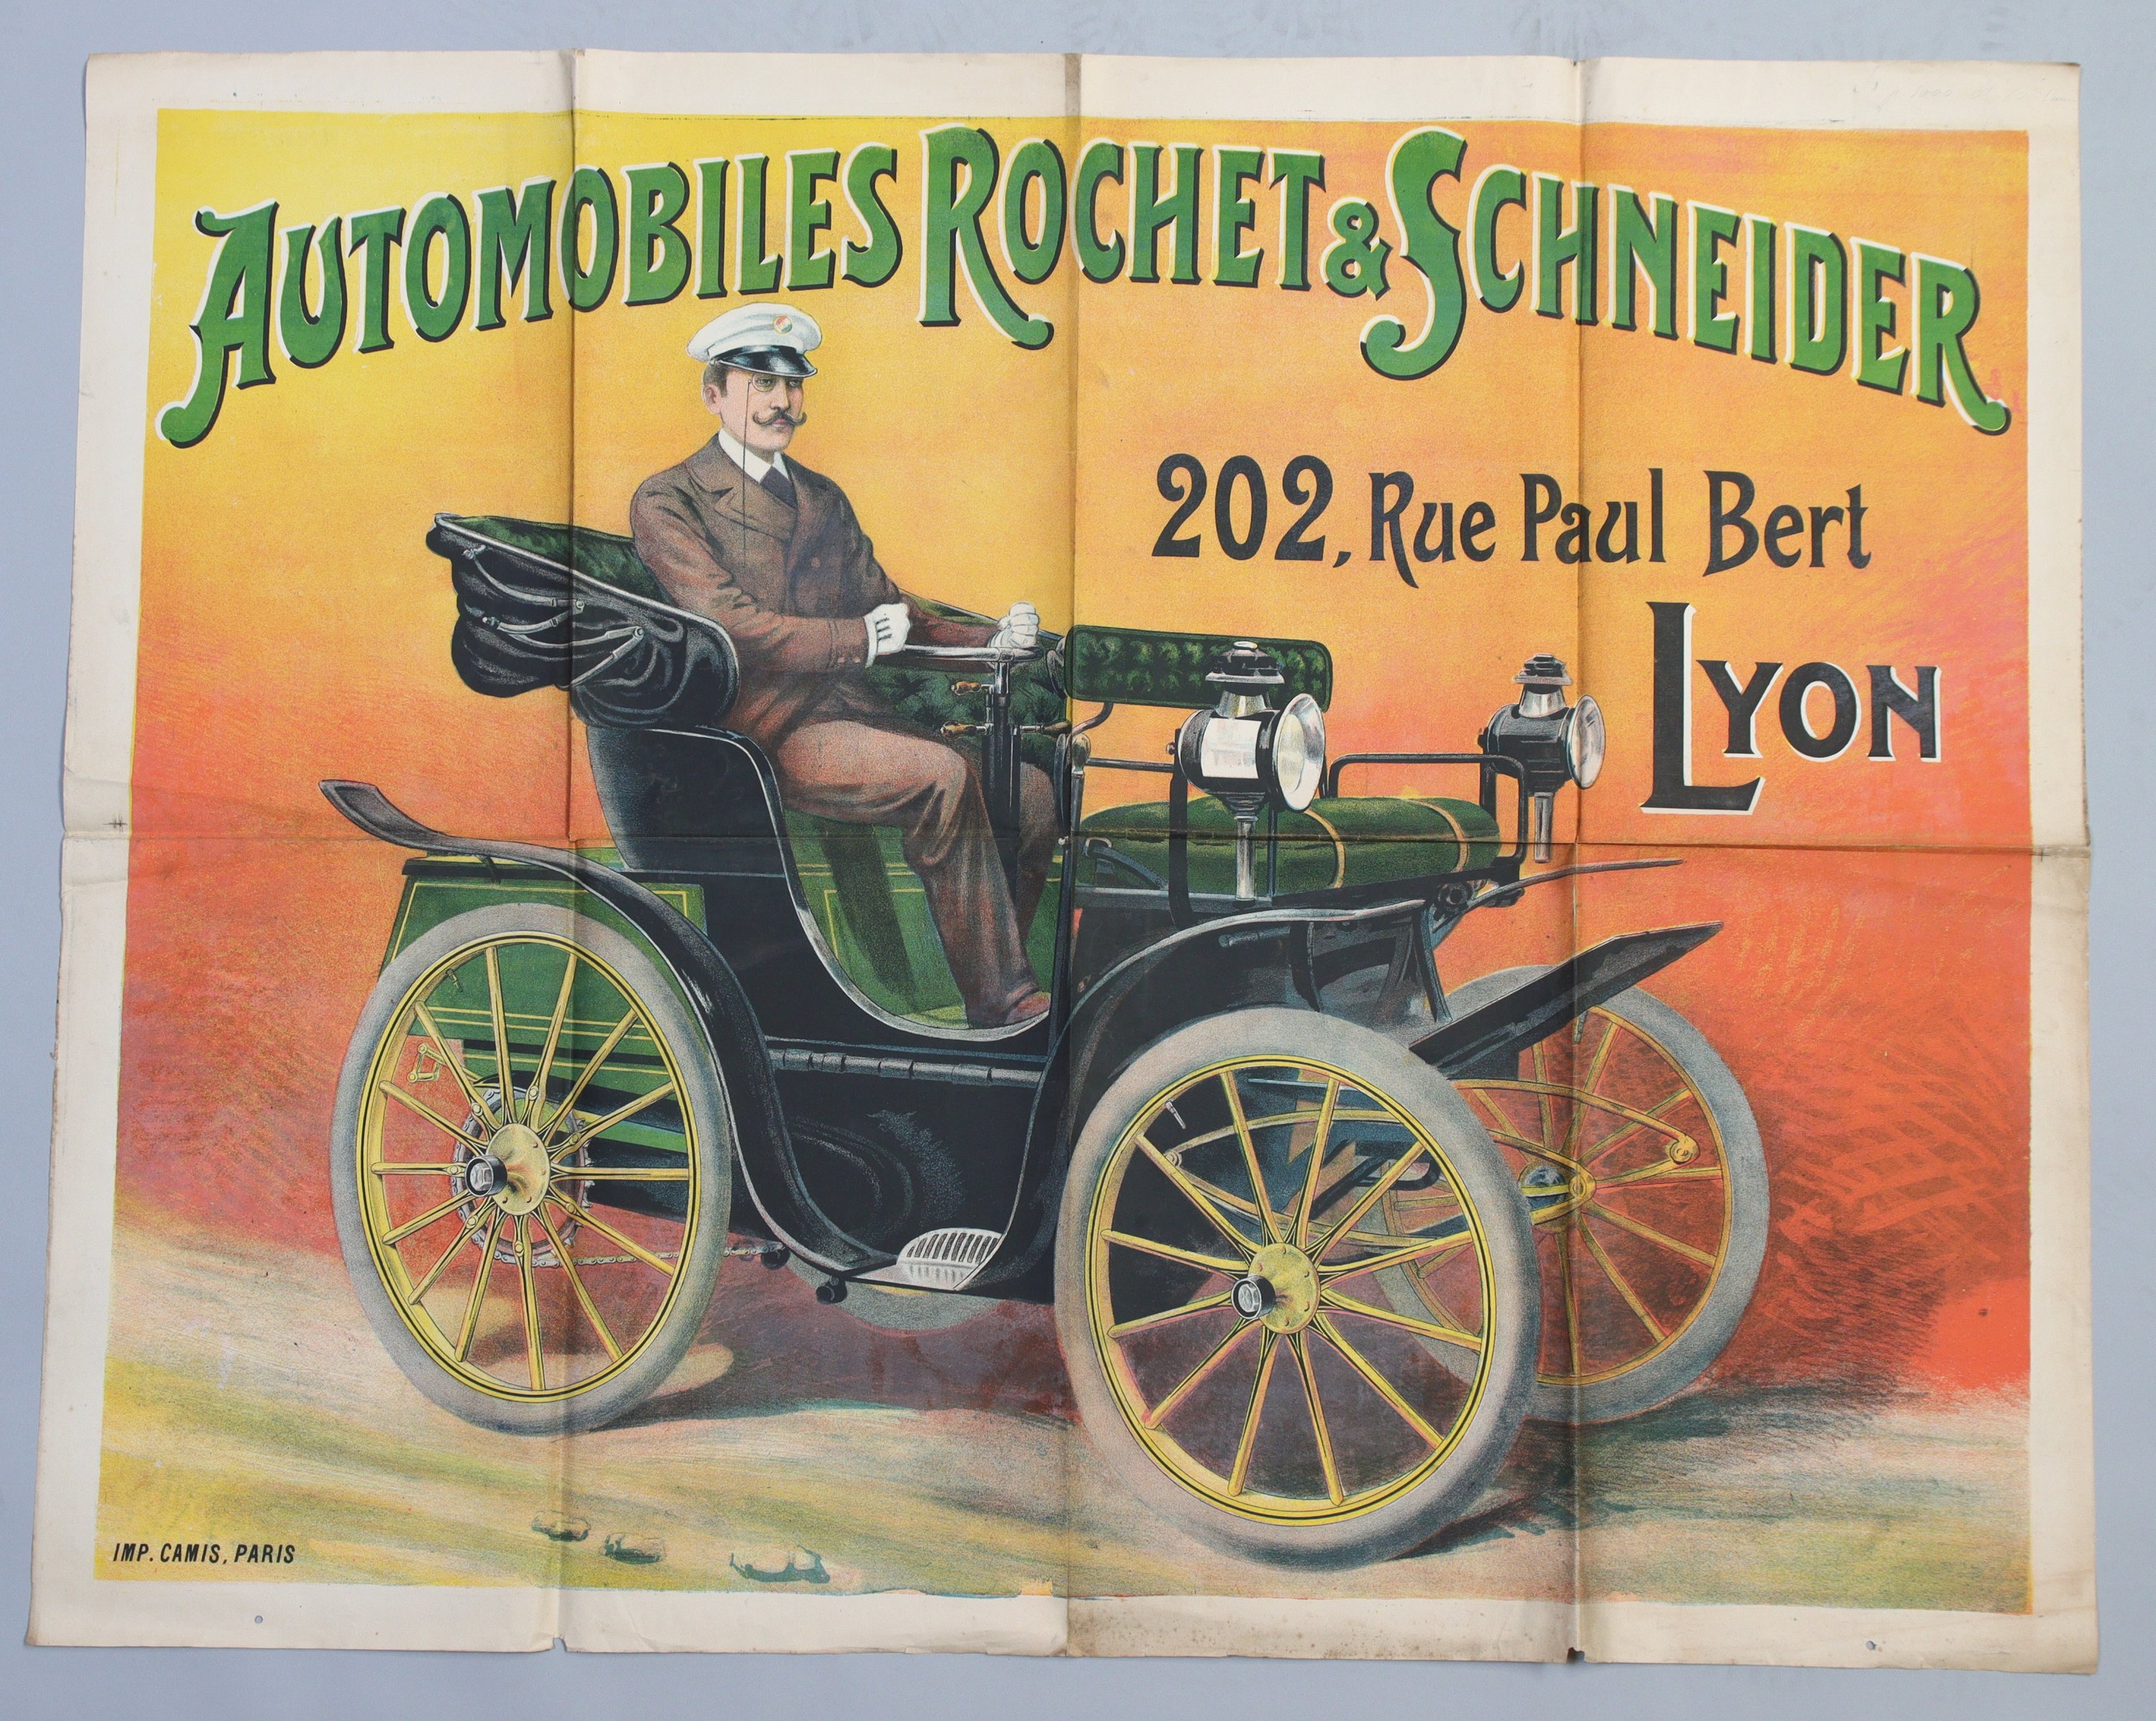 AUTOMOBILES ROCHET & SCHNEIDER
202, Rue Paul Bert
LYON
IMP. CAMIS, PARIS